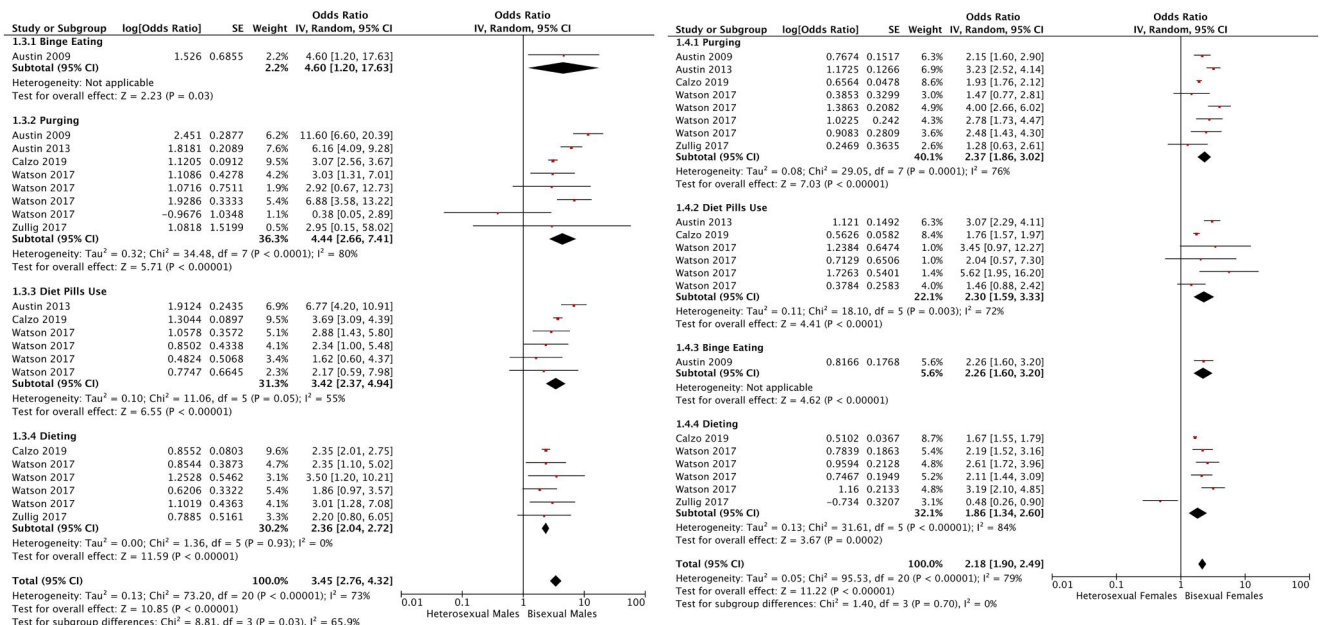 Odds Ratio Odds Ratio
Study or Subgroup log[Odds Ratio] SE Weight IV, Random, 95% CI IV, Random, 95% CI
1.3.1 Binge Eating
Austin 2009 1.526 0.6855 2.2% 4.60 [1.20, 17.63]
Subtotal (95% CI) 2.2% 4.60 [1.20, 17.63]
Heterogeneity: Not applicable
Test for overall effect: Z = 2.23 (P = 0.03)
1.3.2 Purging
Austin 2009 2.451 0.2877 6.2% 11.60 [6.60, 20.39]
Austin 2013 1.8181 0.2089 7.6% 6.16 [4.09, 9.28]
Calzo 2019 1.1205 0.0912 9.5% 3.07 [2.56, 3.67]
Watson 2017 1.1086 0.4278 4.2% 3.03 [1.31, 7.01]
Watson 2017 1.0716 0.7511 1.9% 2.92 [0.67, 12.73]
Watson 2017 1.9286 0.3333 5.4% 6.88 [3.58, 13.22]
Watson 2017 −0.9676 1.0348 1.1% 0.38 [0.05, 2.89]
Zullig 2017 1.0818 1.5199 0.5% 2.95 [0.15, 58.02]
Subtotal (95% CI) 36.3% 4.44 [2.66, 7.41]
Heterogeneity: Tau² = 0.32; Chi² = 34.48, df = 7 (P < 0.0001); I² = 80%
Test for overall effect: Z = 5.71 (P < 0.00001)
1.3.3 Diet Pills Use
Austin 2013 1.9124 0.2435 6.9% 6.77 [4.20, 10.91]
Calzo 2019 1.3044 0.0897 9.5% 3.69 [3.09, 4.39]
Watson 2017 1.0578 0.3572 5.1% 2.88 [1.43, 5.80]
Watson 2017 0.8502 0.4338 4.1% 2.34 [1.00, 5.48]
Watson 2017 0.4824 0.5068 3.4% 1.62 [0.60, 4.37]
Watson 2017 0.7747 0.6645 2.3% 2.17 [0.59, 7.98]
Subtotal (95% CI) 31.3% 3.42 [2.37, 4.94]
Heterogeneity: Tau² = 0.10; Chi² = 11.06, df = 5 (P = 0.05); I² = 55%
Test for overall effect: Z = 6.55 (P < 0.00001)
1.3.4 Dieting
Calzo 2019 0.8552 0.0803 9.6% 2.35 [2.01, 2.75]
Watson 2017 0.8544 0.3873 4.7% 2.35 [1.10, 5.02]
Watson 2017 1.2528 0.5462 3.1% 3.50 [1.20, 10.21]
Watson 2017 0.6206 0.3322 5.4% 1.86 [0.97, 3.57]
Watson 2017 1.1019 0.4363 4.1% 3.01 [1.28, 7.08]
Zullig 2017 0.7885 0.5161 3.3% 2.20 [0.80, 6.05]
Subtotal (95% CI) 30.2% 2.36 [2.04, 2.72]
Heterogeneity: Tau² = 0.00; Chi² = 1.36, df = 5 (P = 0.93); I² = 0%
Test for overall effect: Z = 11.59 (P < 0.00001)
Total (95% CI) 100.0% 3.45 [2.76, 4.32]
Heterogeneity: Tau² = 0.13; Chi² = 73.20, df = 20 (P < 0.00001); I² = 73%
Test for overall effect: Z = 10.85 (P < 0.00001)
Test for subgroup differences: Chi² = 8.81, df = 3 (P = 0.03), I² = 65.9%
0.01 0.1 1 10 100
Heterosexual Males Bisexual Males
Odds Ratio Odds Ratio
Study or Subgroup log[Odds Ratio] SE Weight IV, Random, 95% CI IV, Random, 95% CI
1.4.1 Purging
Austin 2009 0.7674 0.1517 6.3% 2.15 [1.60, 2.90]
Austin 2013 1.1725 0.1266 6.9% 3.23 [2.52, 4.14]
Calzo 2019 0.6564 0.0478 8.6% 1.93 [1.76, 2.12]
Watson 2017 0.3853 0.3299 3.0% 1.47 [0.77, 2.81]
Watson 2017 1.3863 0.2082 4.9% 4.00 [2.66, 6.02]
Watson 2017 1.0225 0.242 4.2% 2.78 [1.73, 4.47]
Watson 2017 0.9083 0.2809 3.6% 2.48 [1.43, 4.30]
Zullig 2017 0.2469 0.3635 2.6% 1.28 [0.63, 2.61]
Subtotal (95% CI) 40.1% 2.37 [1.86, 3.02]
Heterogeneity: Tau² = 0.08; Chi² = 29.05, df = 7 (P = 0.0001); I² = 76%
Test for overall effect: Z = 7.03 (P < 0.00001)
1.4.2 Diet Pills Use
Austin 2013 1.121 0.1492 6.3% 3.07 [2.29, 4.11]
Calzo 2019 0.5626 0.0582 8.4% 1.76 [1.57, 1.97]
Watson 2017 1.2384 0.6474 1.0% 3.45 [0.97, 12.27]
Watson 2017 0.7129 0.6506 1.0% 2.04 [0.57, 7.30]
Watson 2017 1.7263 0.5401 1.4% 5.62 [1.95, 16.20]
Watson 2017 0.3784 0.2583 4.0% 1.46 [0.88, 2.42]
Subtotal (95% CI) 22.1% 2.30 [1.59, 3.33]
Heterogeneity: Tau² = 0.11; Chi² = 18.10, df = 5 (P = 0.003); I² = 72%
Test for overall effect: Z = 4.41 (P < 0.0001)
1.4.3 Binge Eating
Austin 2009 0.8166 0.1768 5.6% 2.26 [1.60, 3.20]
Subtotal (95% CI) 5.6% 2.26 [1.60, 3.20]
Heterogeneity: Not applicable
Test for overall effect: Z = 4.62 (P < 0.00001)
1.4.4 Dieting
Calzo 2019 0.5102 0.0367 8.7% 1.67 [1.55, 1.79]
Watson 2017 0.7839 0.1863 5.4% 2.19 [1.52, 3.16]
Watson 2017 0.9594 0.2128 4.8% 2.61 [1.72, 3.96]
Watson 2017 0.7467 0.1949 5.2% 2.11 [1.44, 3.09]
Watson 2017 1.16 0.2133 4.8% 3.19 [2.10, 4.85]
Zullig 2017 −0.734 0.3207 3.1% 0.48 [0.26, 0.90]
Subtotal (95% CI) 32.1% 1.86 [1.34, 2.60]
Heterogeneity: Tau² = 0.13; Chi² = 31.61, df = 5 (P < 0.00001); I² = 84%
Test for overall effect: Z = 3.67 (P = 0.0002)
Total (95% CI) 100.0% 2.18 [1.90, 2.49]
Heterogeneity: Tau² = 0.05; Chi² = 95.53, df = 20 (P < 0.00001); I² = 79%
Test for overall effect: Z = 11.22 (P < 0.00001)
Test for subgroup differences: Chi² = 1.40, df = 3 (P = 0.70), I² = 0%
0.01 0.1 1 10 100
Heterosexual Females Bisexual Females